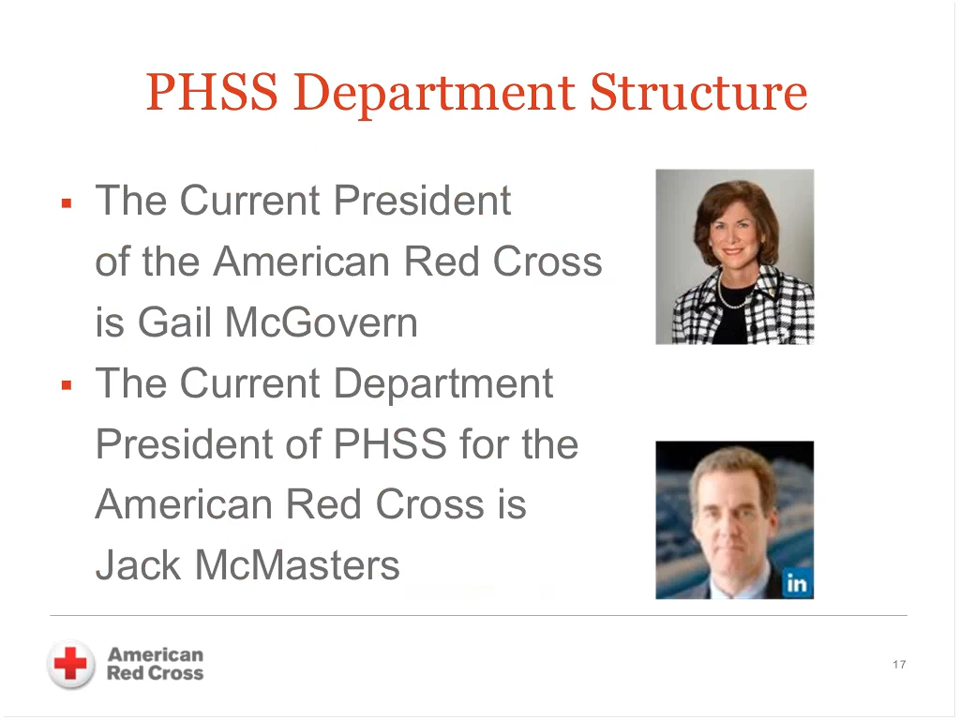 PHSS Department Structure
▪ The Current President
of the American Red Cross
is Gail McGovern
▪ The Current Department
President of PHSS for the
American Red Cross is
Jack McMasters
in
American
Red Cross
17